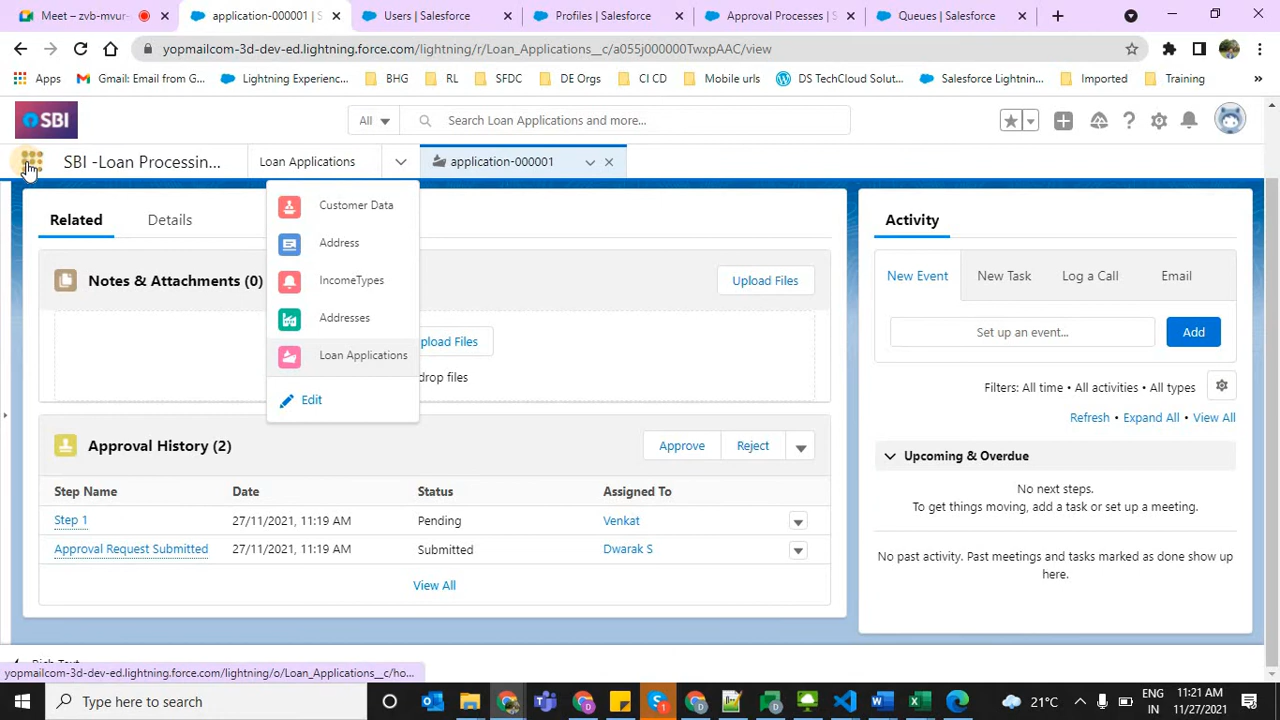 Meet – zvb-mvur-
application-000001 | S
Users | Salesforce
Profiles | Salesforce
Approval Processes | S
Queues | Salesforce
yopmailcom-3d-dev-ed.lightning.force.com/lightning/r/Loan_Applications__c/a055j000000TwxpAAC/view
Apps
Gmail: Email from G...
Lightning Experienc...
BHG
RL
SFDC
DE Orgs
CI CD
Mobile urls
DS TechCloud Solut...
Salesforce Lightnin...
Imported
Training
»
SBI
All
Search Loan Applications and more...
SBI -Loan Processin...
Loan Applications
application-000001
Customer Data
Address
IncomeTypes
Addresses
Loan Applications
Edit
Related
Details
Notes & Attachments (0)
Upload Files
pload Files
drop files
Approval History (2)
Approve
Reject
Step Name Date Status Assigned To
Step 1 27/11/2021, 11:19 AM Pending Venkat
Approval Request Submitted 27/11/2021, 11:19 AM Submitted Dwarak S
View All
Activity
New Event
New Task
Log a Call
Email
Set up an event...
Add
Filters: All time • All activities • All types
Refresh • Expand All • View All
Upcoming & Overdue
No next steps.
To get things moving, add a task or set up a meeting.
No past activity. Past meetings and tasks marked as done show up
here.
Rich Text
yopmailcom-3d-dev-ed.lightning.force.com/lightning/o/Loan_Applications__c/ho...
Type here to search
21°C
ENG
IN
11:21 AM
11/27/2021